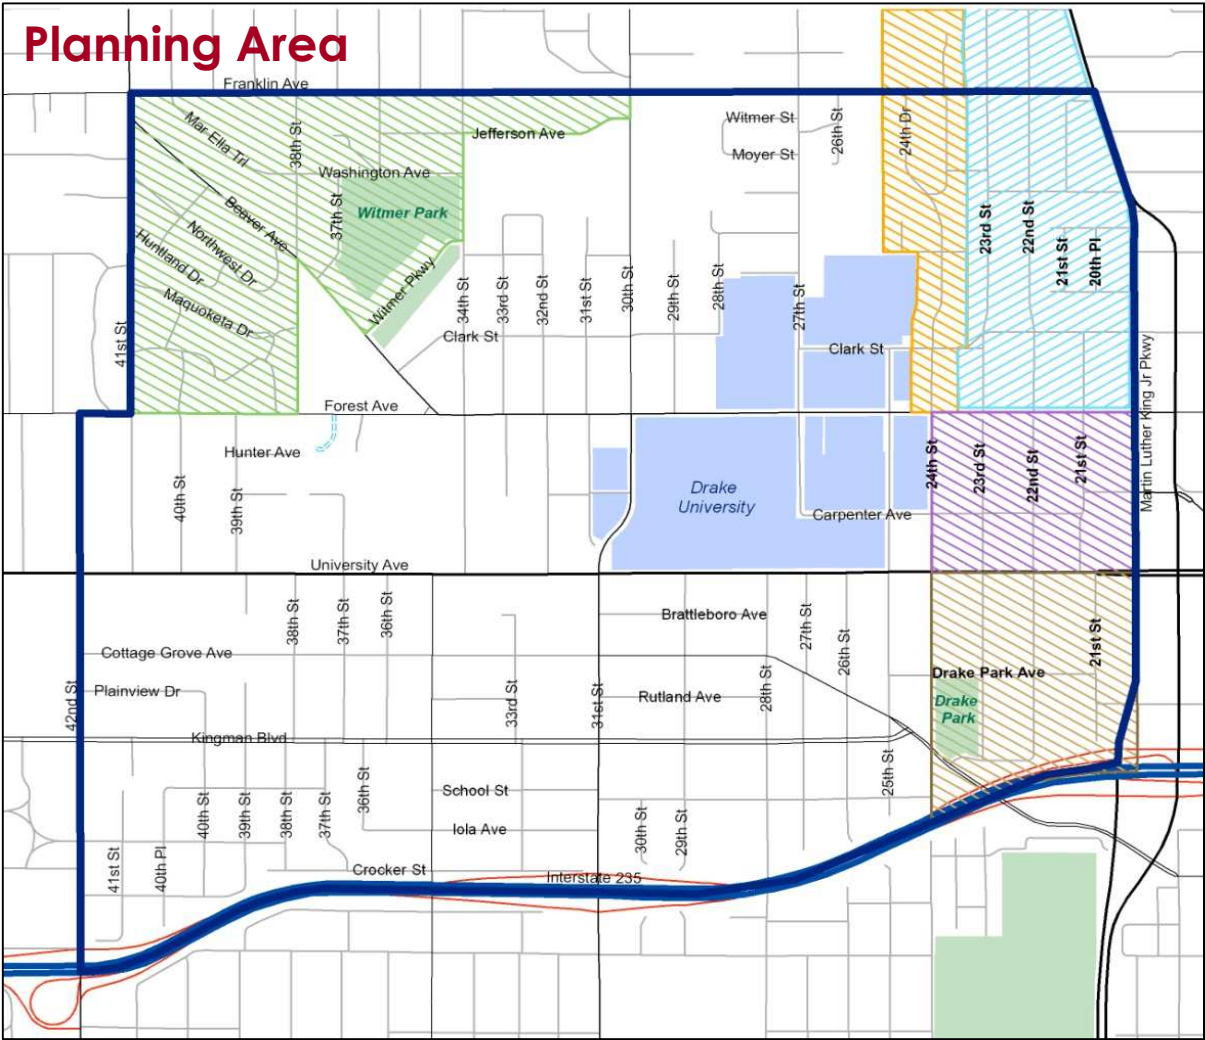 Planning Area
Franklin Ave
Mar-Ella Trl
38th St
Jefferson Ave
Witmer St
26th St
24th Dr
Moyer St
Washington Ave
37th St
Witmer Park
Beaver Ave
Northwest Dr
Huntland Dr
Maquoketa Dr
Witmer Pkwy
23rd St
22nd St
21st St
20th Pl
34th St
33rd St
32nd St
31st St
30th St
29th St
28th St
27th St
41st St
Clark St
Clark St
Martin Luther King Jr Pkwy
Forest Ave
Hunter Ave
40th St
39th St
Drake
University
Carpenter Ave
24th St
23rd St
22nd St
21st St
University Ave
38th St
37th St
36th St
Brattleboro Ave
27th St
26th St
21st St
Cottage Grove Ave
Plainview Dr
42nd St
33rd St
31st St
Rutland Ave
28th St
Drake Park Ave
Drake
Park
Kingman Blvd
25th St
36th St
School St
40th St
39th St
38th St
37th St
Iola Ave
30th St
29th St
41st St
40th Pl
Crocker St
Interstate 235